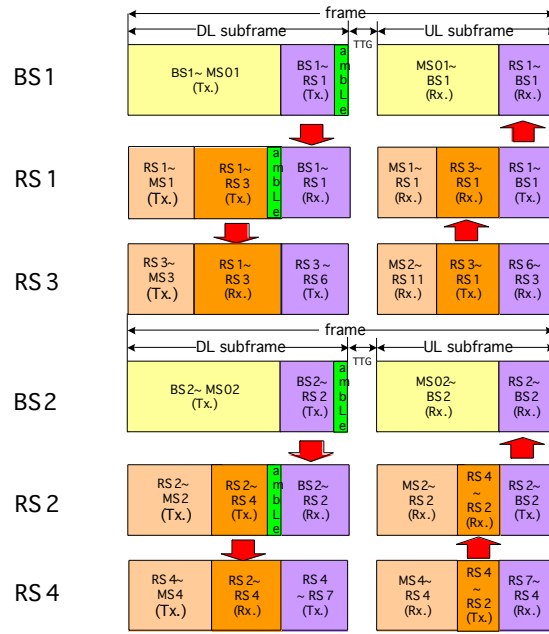 frame
DL subframe
TTG
UL subframe
BS1
BS1~ MS01
(Tx.)
BS1~
RS1
(Tx.)
a
m
b
L
e
MS01~
BS1
(Rx.)
RS1~
BS1
(Rx.)
RS1
RS1~
MS1
(Tx.)
RS1~
RS3
(Tx.)
a
m
b
L
e
BS1~
RS1
(Rx.)
MS1~
RS1
(Rx.)
RS3~
RS1
(Rx.)
RS1~
BS1
(Tx.)
RS3
RS3~
MS3
(Tx.)
RS1~
RS3
(Rx.)
RS3~
RS6
(Tx.)
MS2~
RS11
(Rx.)
RS3~
RS1
(Tx.)
RS6~
RS3
(Rx.)
frame
DL subframe
TTG
UL subframe
BS2
BS2~ MS02
(Tx.)
BS2~
RS2
(Tx.)
a
m
b
L
e
MS02~
BS2
(Rx.)
RS2~
BS2
(Rx.)
RS2
RS2~
MS2
(Tx.)
RS2~
RS4
(Tx.)
a
m
b
L
e
BS2~
RS2
(Rx.)
MS2~
RS2
(Rx.)
RS4
~
RS2
(Rx.)
RS2~
BS2
(Tx.)
RS4
RS4~
MS4
(Tx.)
RS2~
RS4
(Rx.)
RS4
~ RS7
(Tx.)
MS4~
RS4
(Rx.)
RS4
~
RS2
(Tx.)
RS7~
RS4
(Rx.)